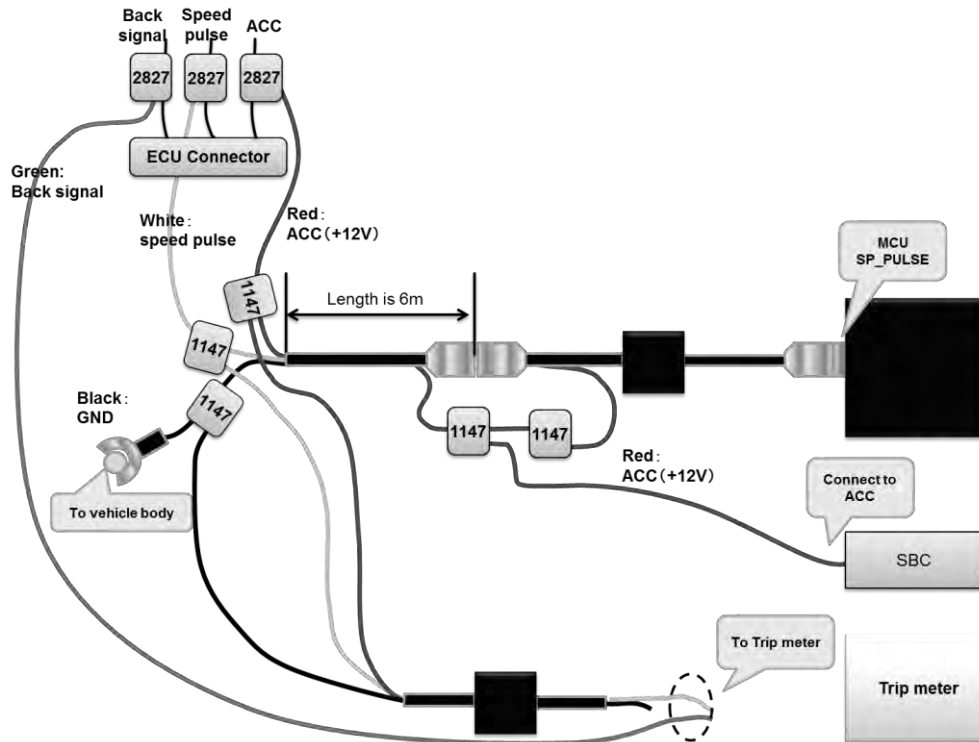 Back
signal
Speed
pulse
ACC
2827
2827
2827
ECU Connector
Green:
Back signal
White:
speed pulse
Red:
ACC(+12V)
MCU
SP_PULSE
1147
Length is 6m
1147
1147
Black:
GND
1147
1147
To vehicle body
Red:
ACC(+12V)
Connect to
ACC
SBC
To Trip meter
Trip meter